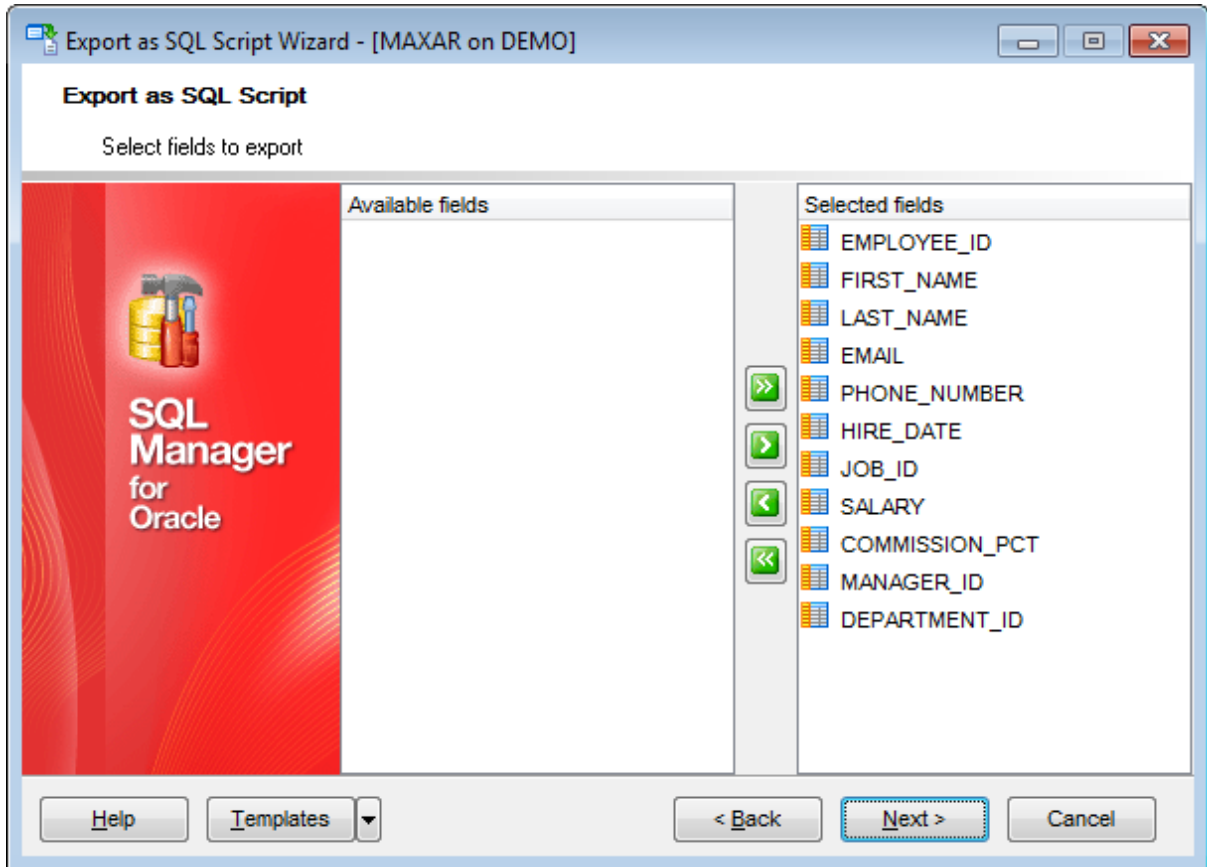 Export as SQL Script Wizard - [MAXAR on DEMO]
Export as SQL Script
Select fields to export
SQL
Manager
for
Oracle
Available fields
Selected fields
EMPLOYEE_ID
FIRST_NAME
LAST_NAME
EMAIL
PHONE_NUMBER
HIRE_DATE
JOB_ID
SALARY
COMMISSION_PCT
MANAGER_ID
DEPARTMENT_ID
Help
Templates
< Back
Next >
Cancel